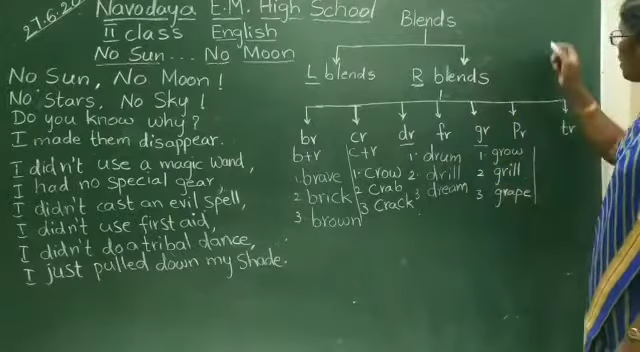 27.6.20
Navodaya E.M. High School
II class English
No Sun... No Moon
No Sun, No Moon!
No Stars, No Sky!
Do you know why?
I made them disappear.
I didn't use a magic wand,
I had no special gear,
I didn't cast an evil spell,
I didn't use first aid,
I didn't do a tribal dance,
I just pulled down my Shade.
Blends
L blends R blends
br cr dr fr gr Pr tr
b+r
1. brave
2 brick
3. brown
c+r
1. Crow
2 Crab
3 Crack
1. drum
2. drill
3 dream
1. grow
2 grill
3 grape